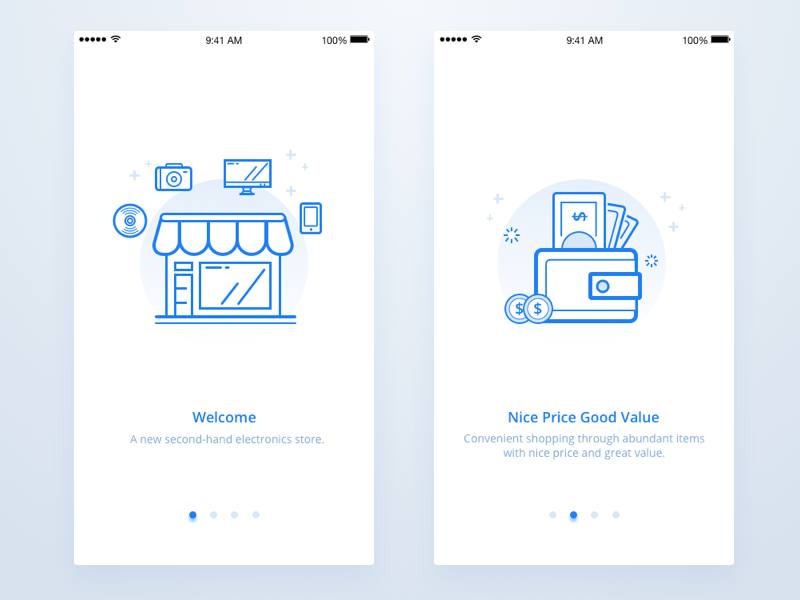 9:41 AM
100%
Welcome
A new second-hand electronics store.
9:41 AM
100%
$
$ $
Nice Price Good Value
Convenient shopping through abundant items
with nice price and great value.